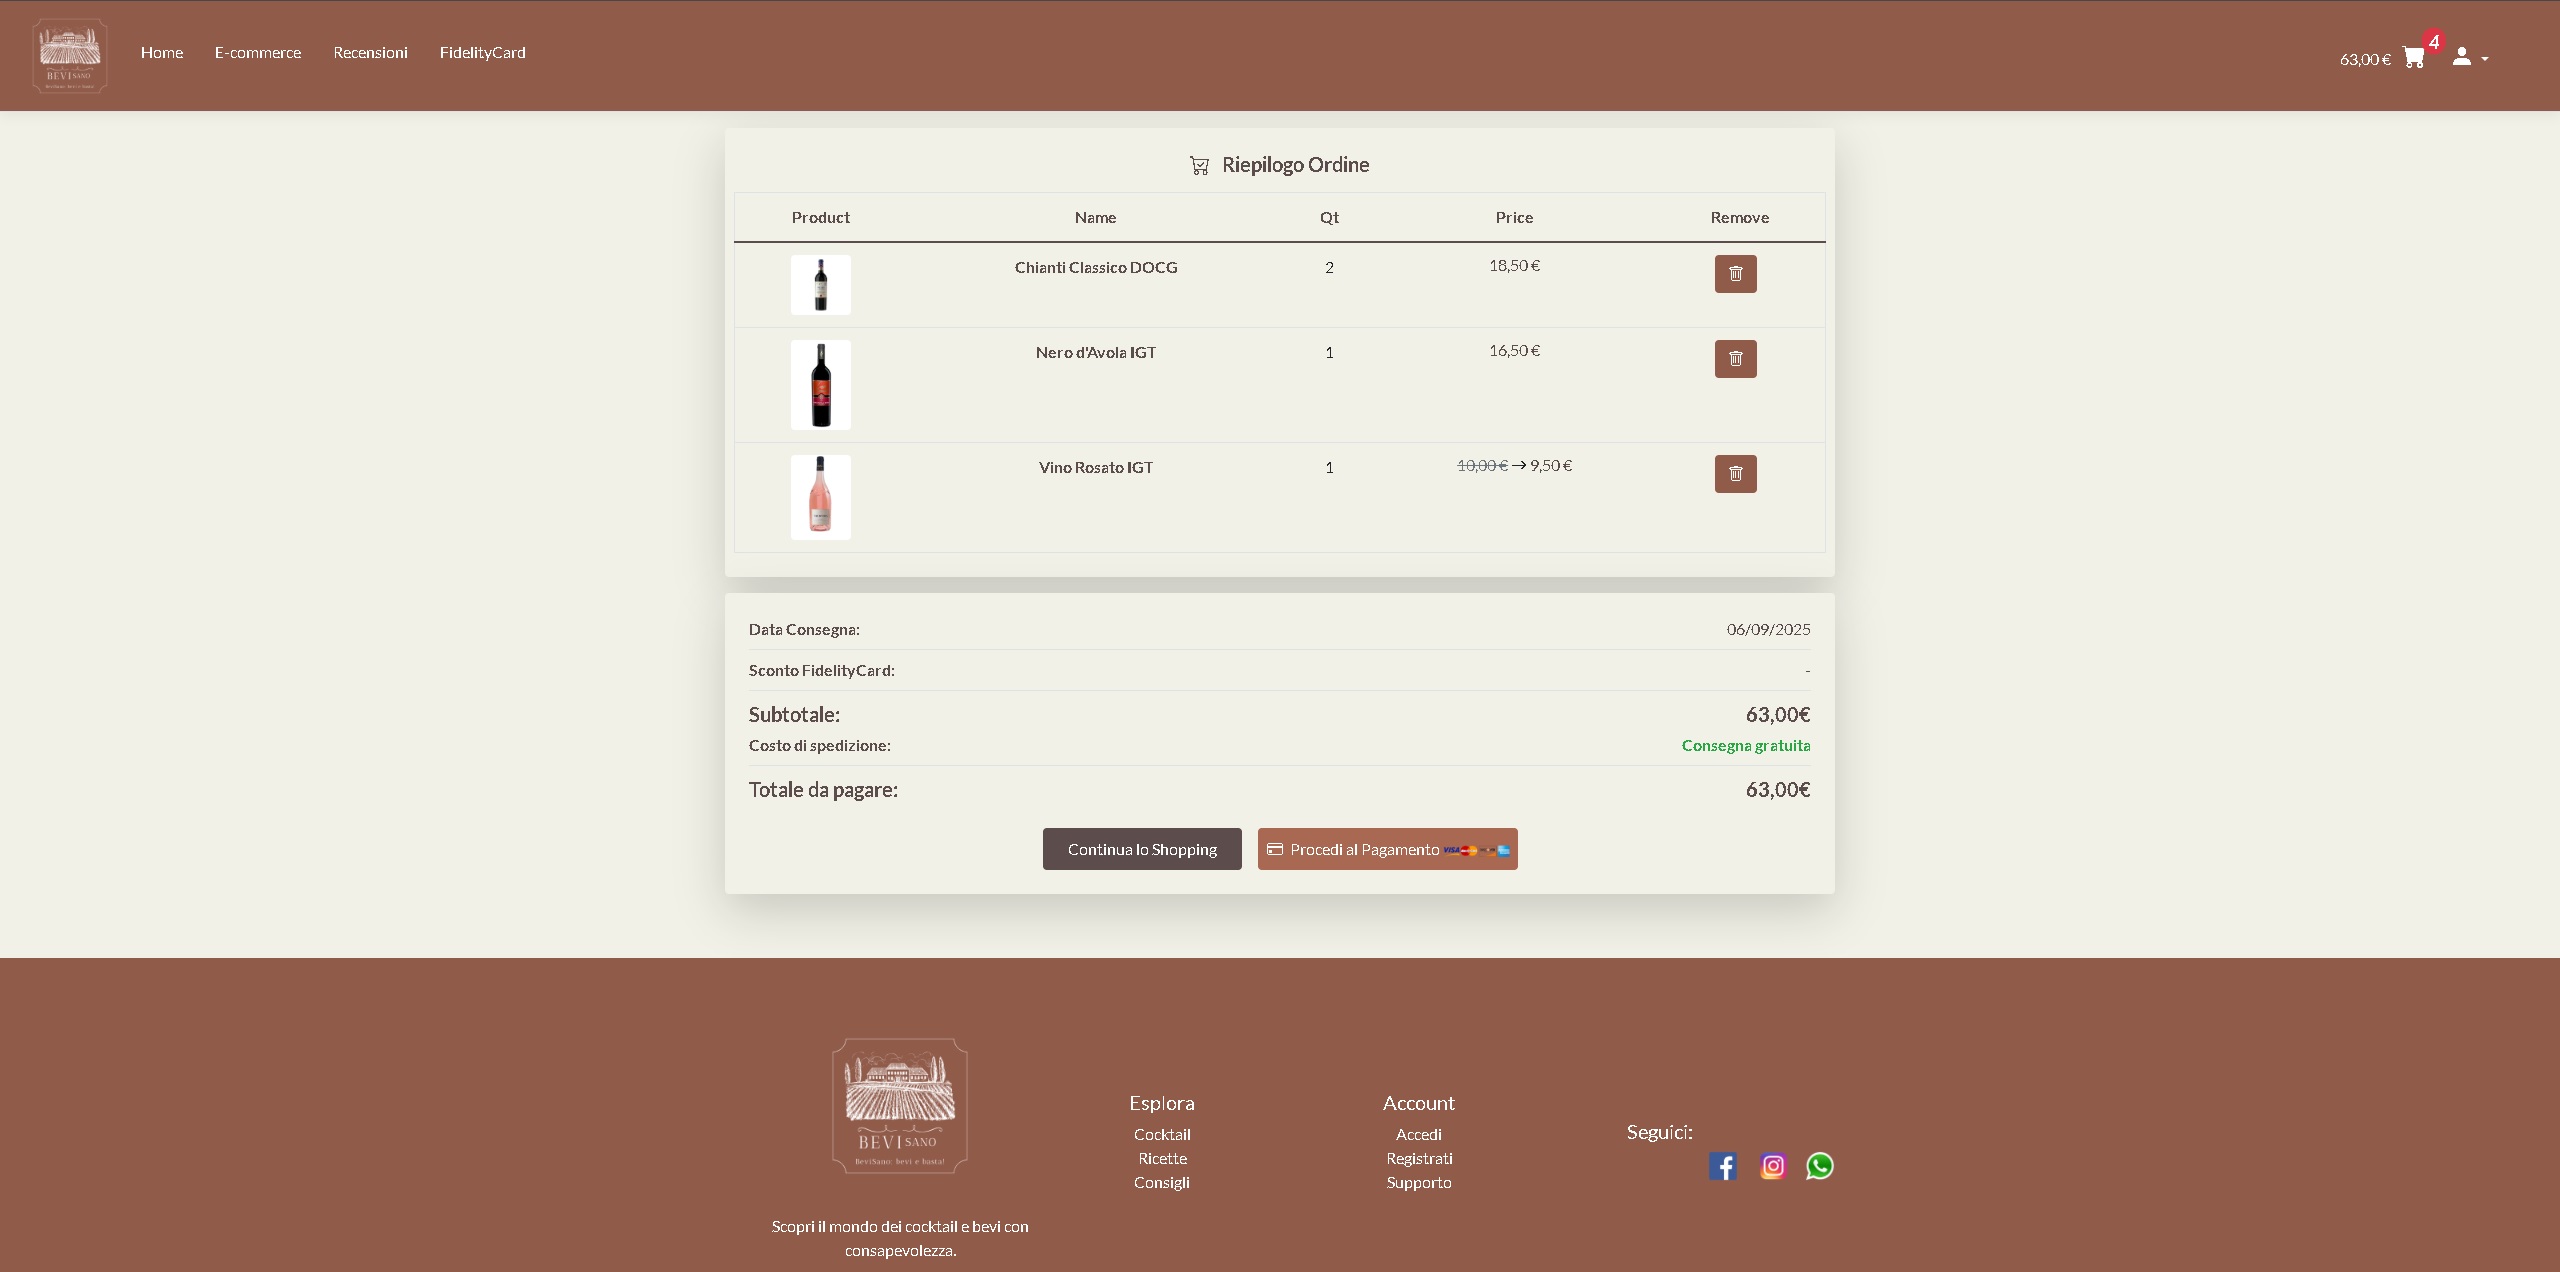 BEVI SANO
BeviSano: bevi e basta!
Home E-commerce Recensioni FidelityCard
63,00 € 4
Riepilogo Ordine
Product Name Qt Price Remove
Chianti Classico DOCG 2 18,50 €
Nero d'Avola IGT 1 16,50 €
Vino Rosato IGT 1 10,00 € → 9,50 €
Data Consegna: 06/09/2025
Sconto FidelityCard: -
Subtotale: 63,00€
Costo di spedizione: Consegna gratuita
Totale da pagare: 63,00€
Continua lo Shopping
Procedi al Pagamento VISA
BEVI SANO
BeviSano: bevi e basta!
Scopri il mondo dei cocktail e bevi con
consapevolezza.
Esplora
Cocktail
Ricette
Consigli
Account
Accedi
Registrati
Supporto
Seguici: